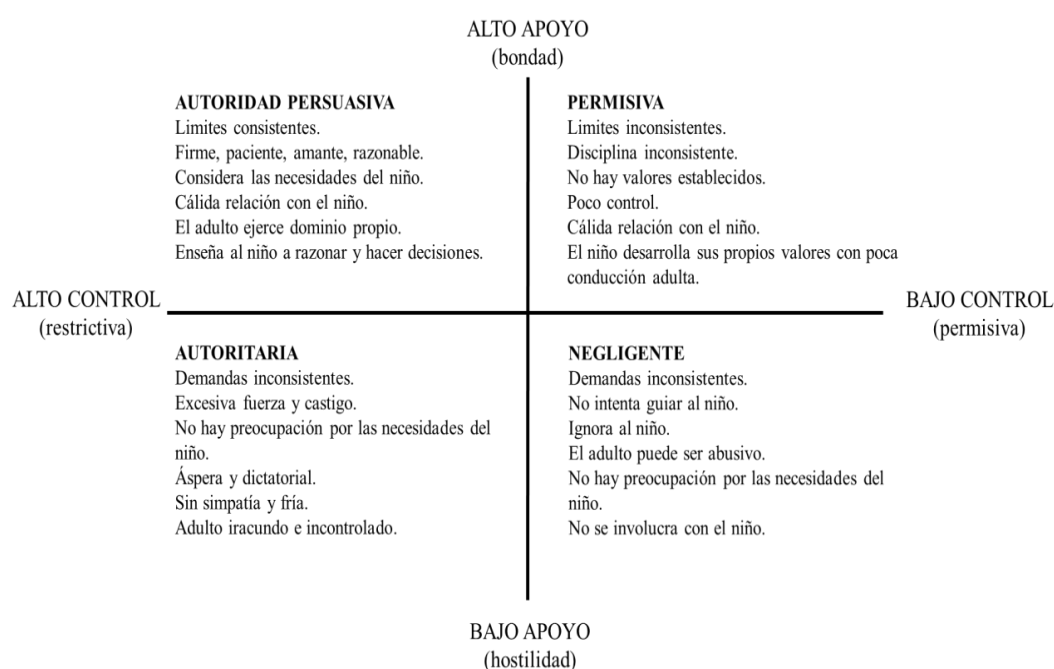 ALTO APOYO
(bondad)
AUTORIDAD PERSUASIVA
Limites consistentes.
Firme, paciente, amante, razonable.
Considera las necesidades del niño.
Cálida relación con el niño.
El adulto ejerce dominio propio.
Enseña al niño a razonar y hacer decisiones.
PERMISIVA
Limites inconsistentes.
Disciplina inconsistente.
No hay valores establecidos.
Poco control.
Cálida relación con el niño.
El niño desarrolla sus propios valores con poca
conducción adulta.
ALTO CONTROL
(restrictiva)
BAJO CONTROL
(permisiva)
AUTORITARIA
Demandas inconsistentes.
Excesiva fuerza y castigo.
No hay preocupación por las necesidades del
niño.
Áspera y dictatorial.
Sin simpatía y fría.
Adulto iracundo e incontrolado.
NEGLIGENTE
Demandas inconsistentes.
No intenta guiar al niño.
Ignora al niño.
El adulto puede ser abusivo.
No hay preocupación por las necesidades del
niño.
No se involucra con el niño.
BAJO APOYO
(hostilidad)